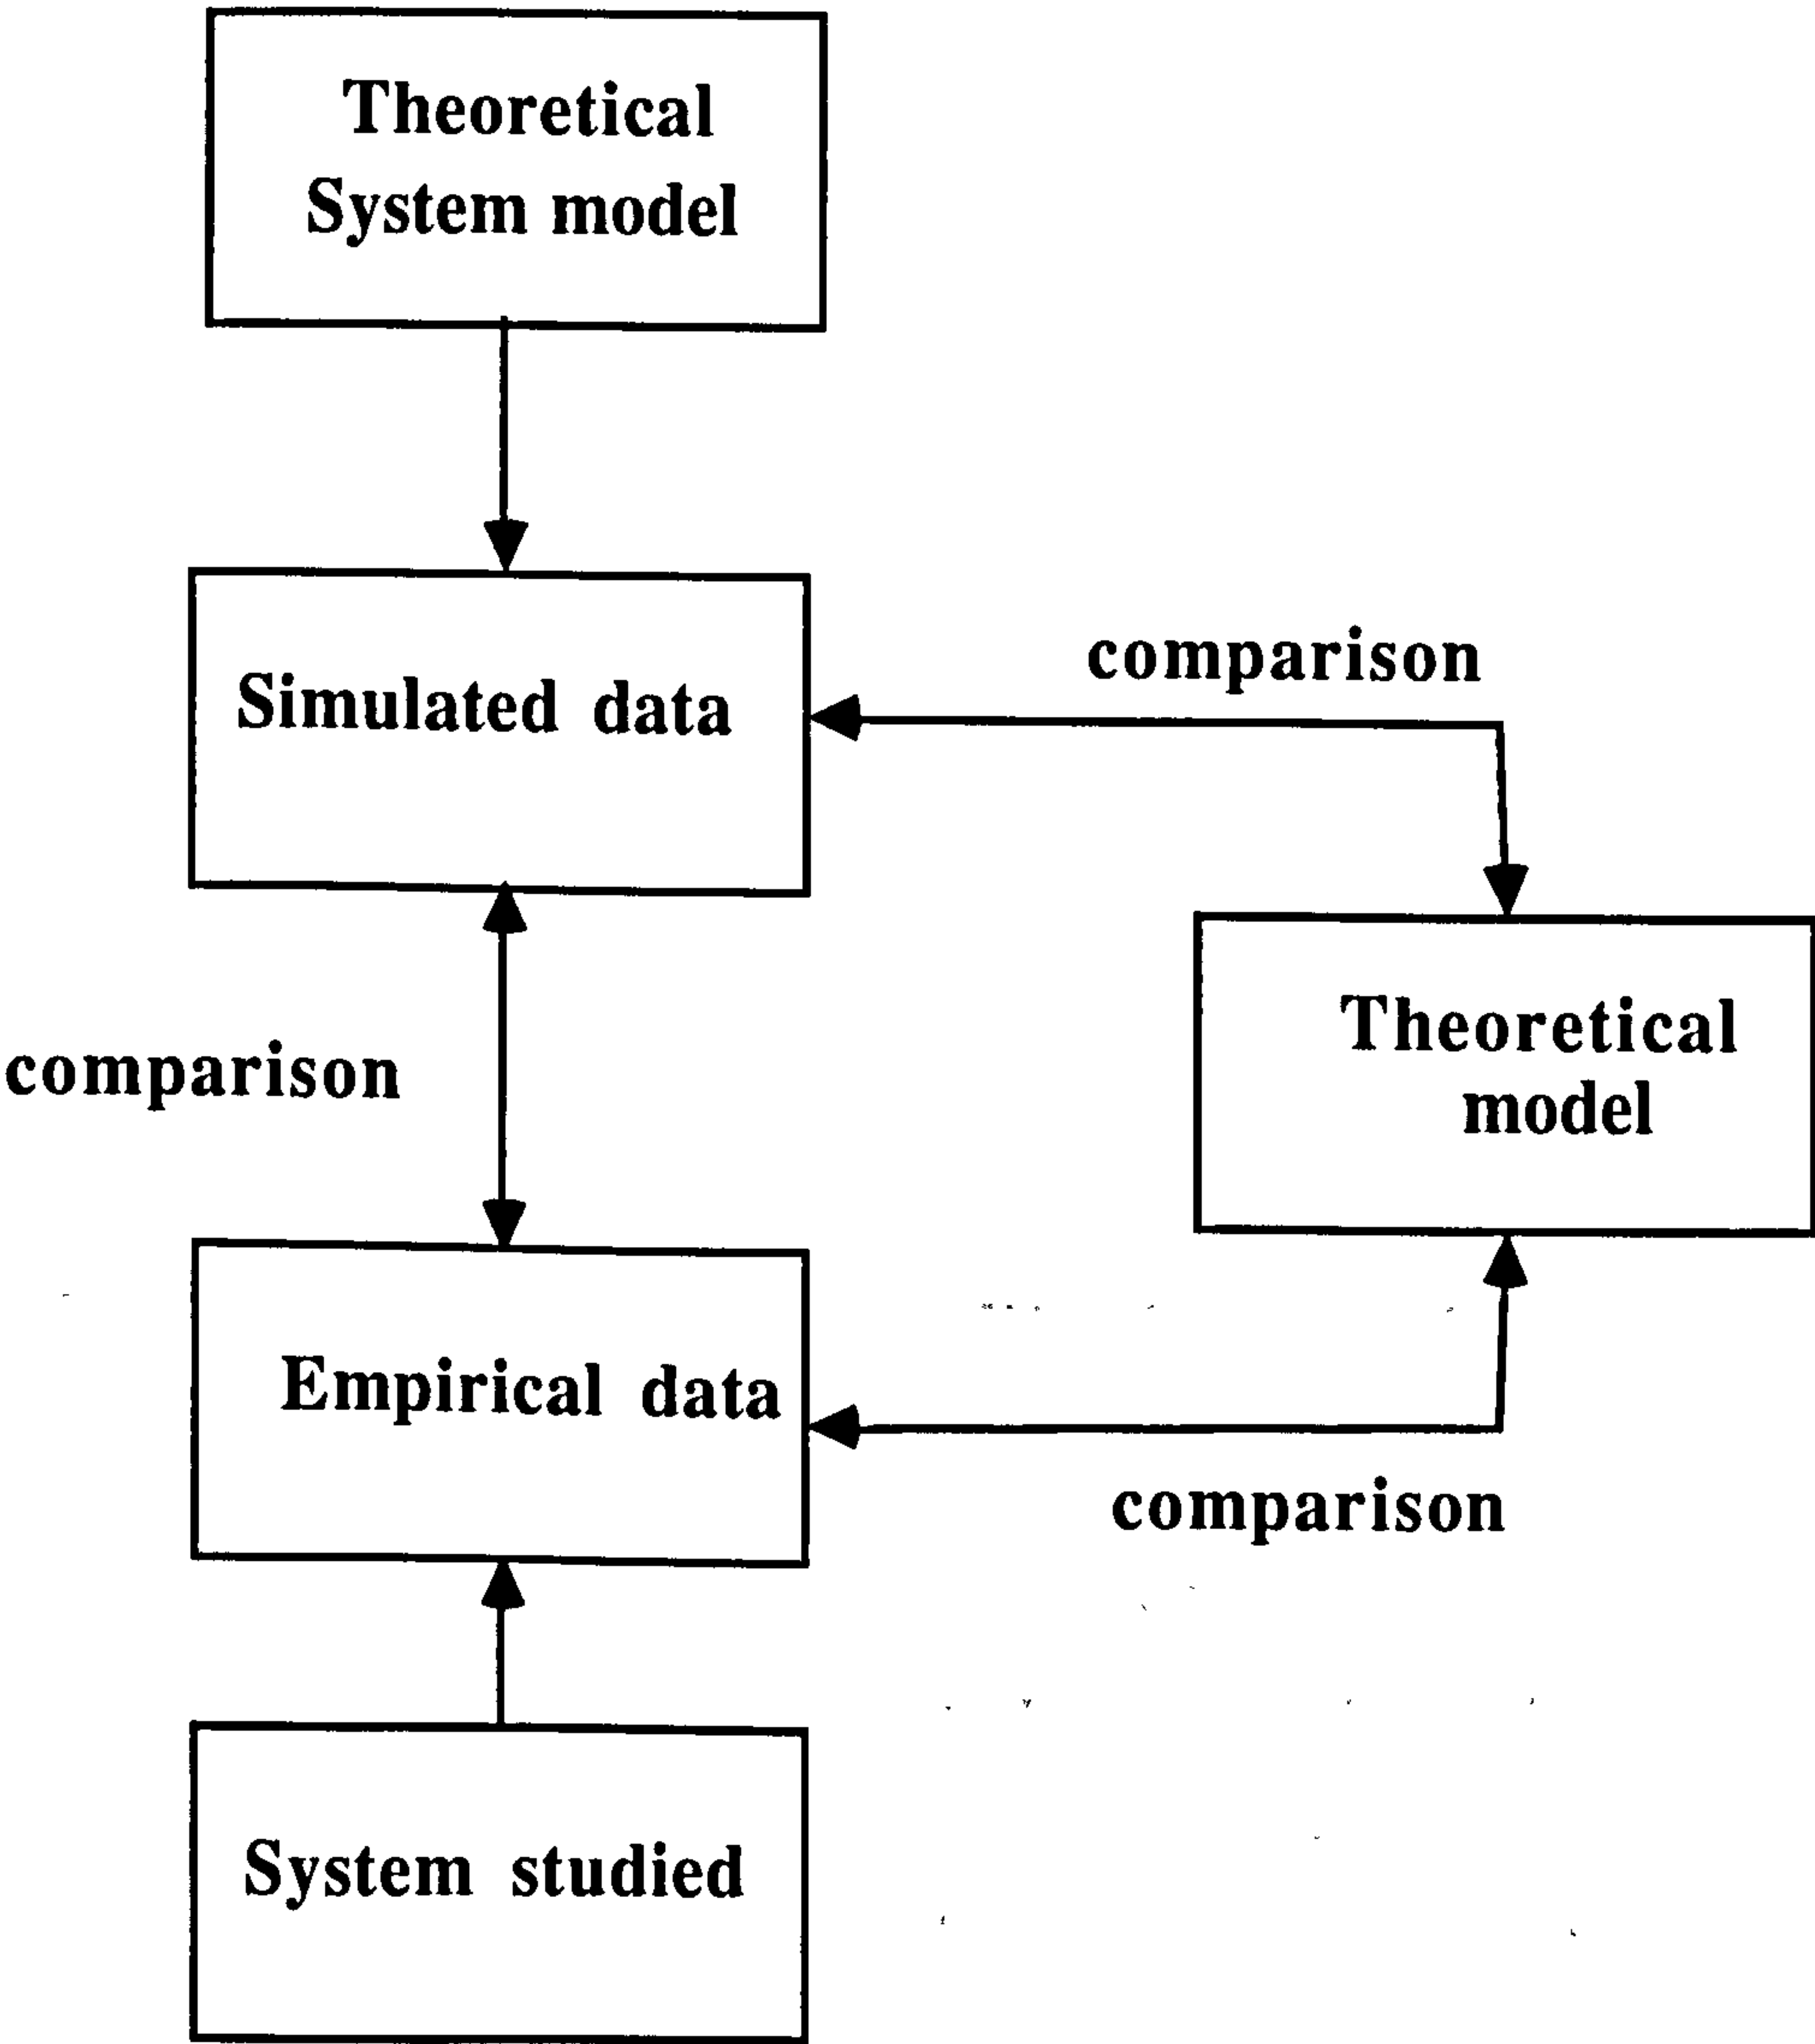 Theoretical
System model
comparison
Simulated data
Theoretical
model
comparison
Empirical data
comparison
System studied